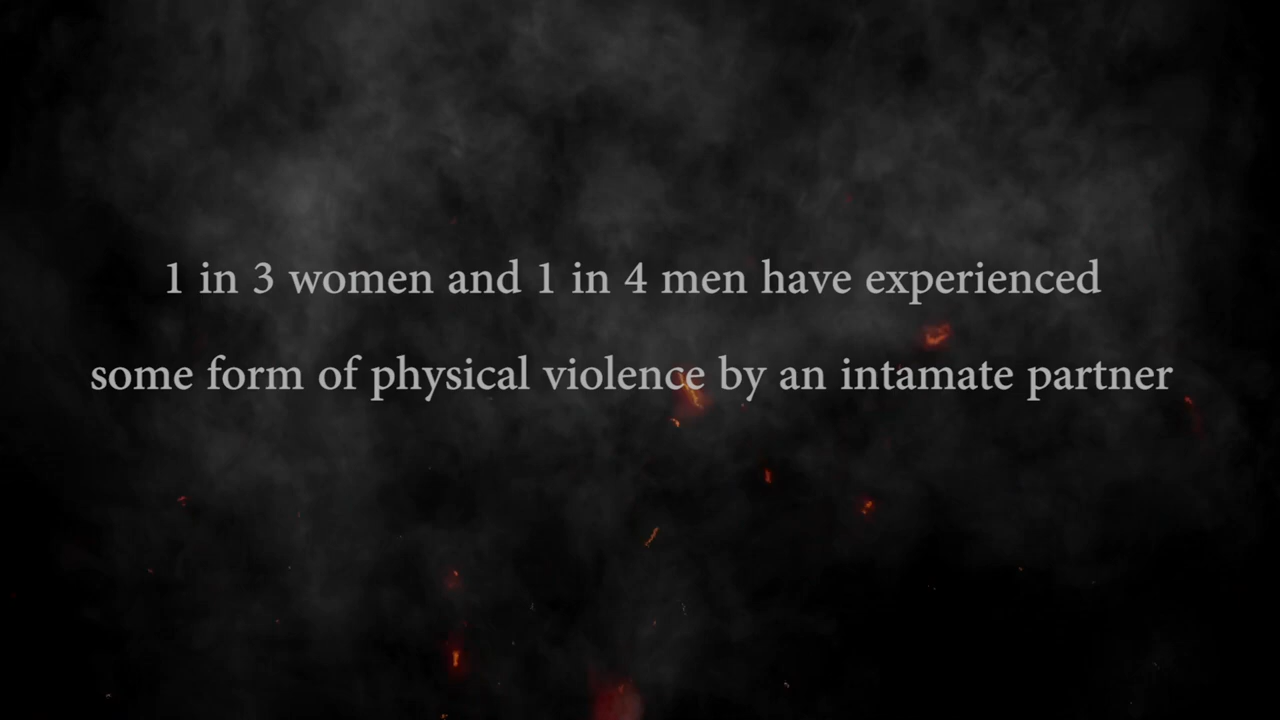 1 in 3 women and 1 in 4 men have experienced
some form of physical violence by an intamate partner